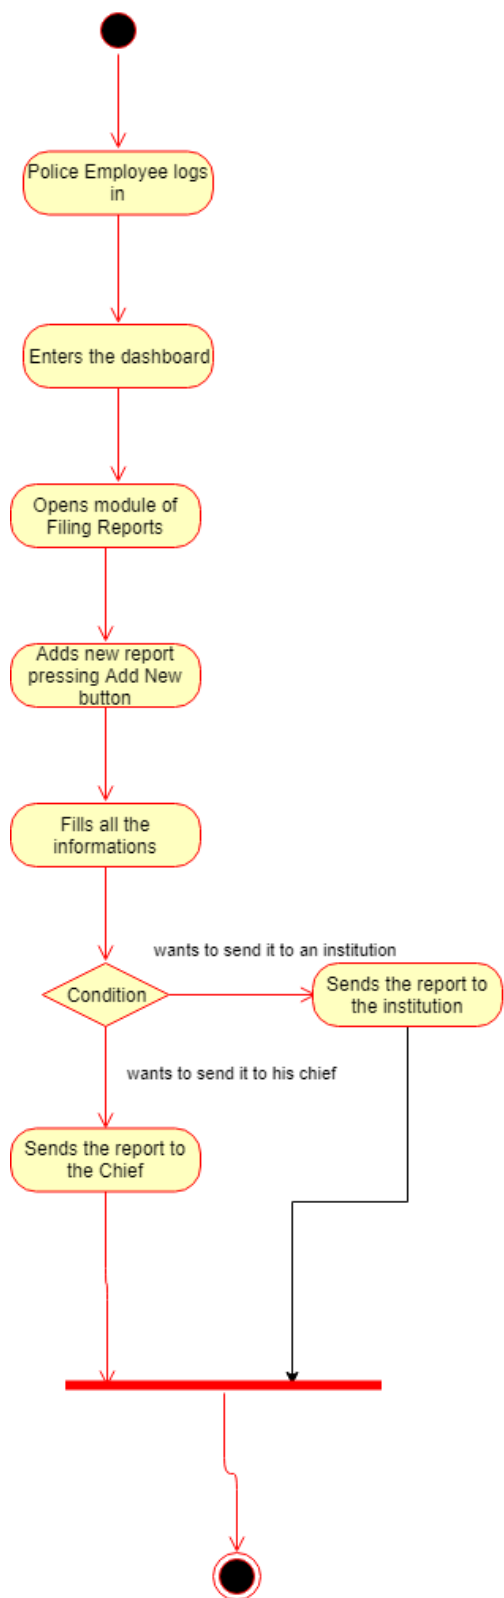 Police Employee logs
in
Enters the dashboard
Opens module of
Filing Reports
Adds new report
pressing Add New
button
Fills all the
informations
wants to send it to an institution
Condition
Sends the report to
the institution
wants to send it to his chief
Sends the report to
the Chief